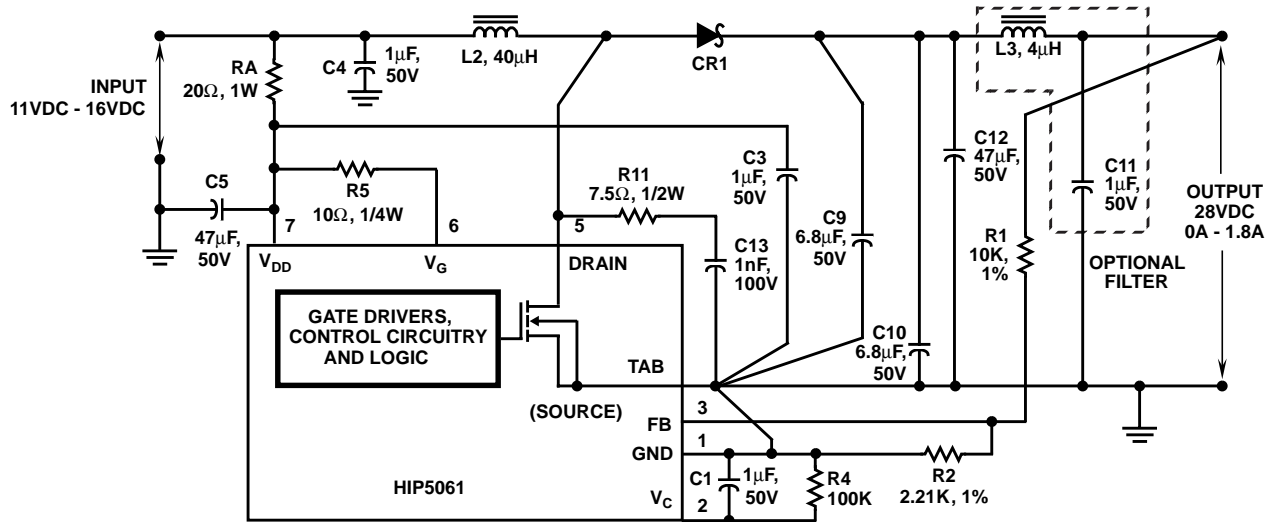 INPUT
11VDC - 16VDC
RA
20Ω, 1W
C4
1µF,
50V
L2, 40µH
CR1
L3, 4µH
C5
47µF,
50V
R5
10Ω, 1/4W
R11
7.5Ω, 1/2W
C3
1µF,
50V
C13
1nF,
100V
C9
6.8µF,
50V
C10
6.8µF,
50V
C12
47µF,
50V
R1
10K,
1%
C11
1µF,
50V
OPTIONAL
FILTER
OUTPUT
28VDC
0A - 1.8A
7
6
5
VDD
VG
DRAIN
GATE DRIVERS,
CONTROL CIRCUITRY
AND LOGIC
TAB
(SOURCE)
3
FB
1
GND
HIP5061
VC
2
C1
1µF,
50V
R4
100K
R2
2.21K, 1%